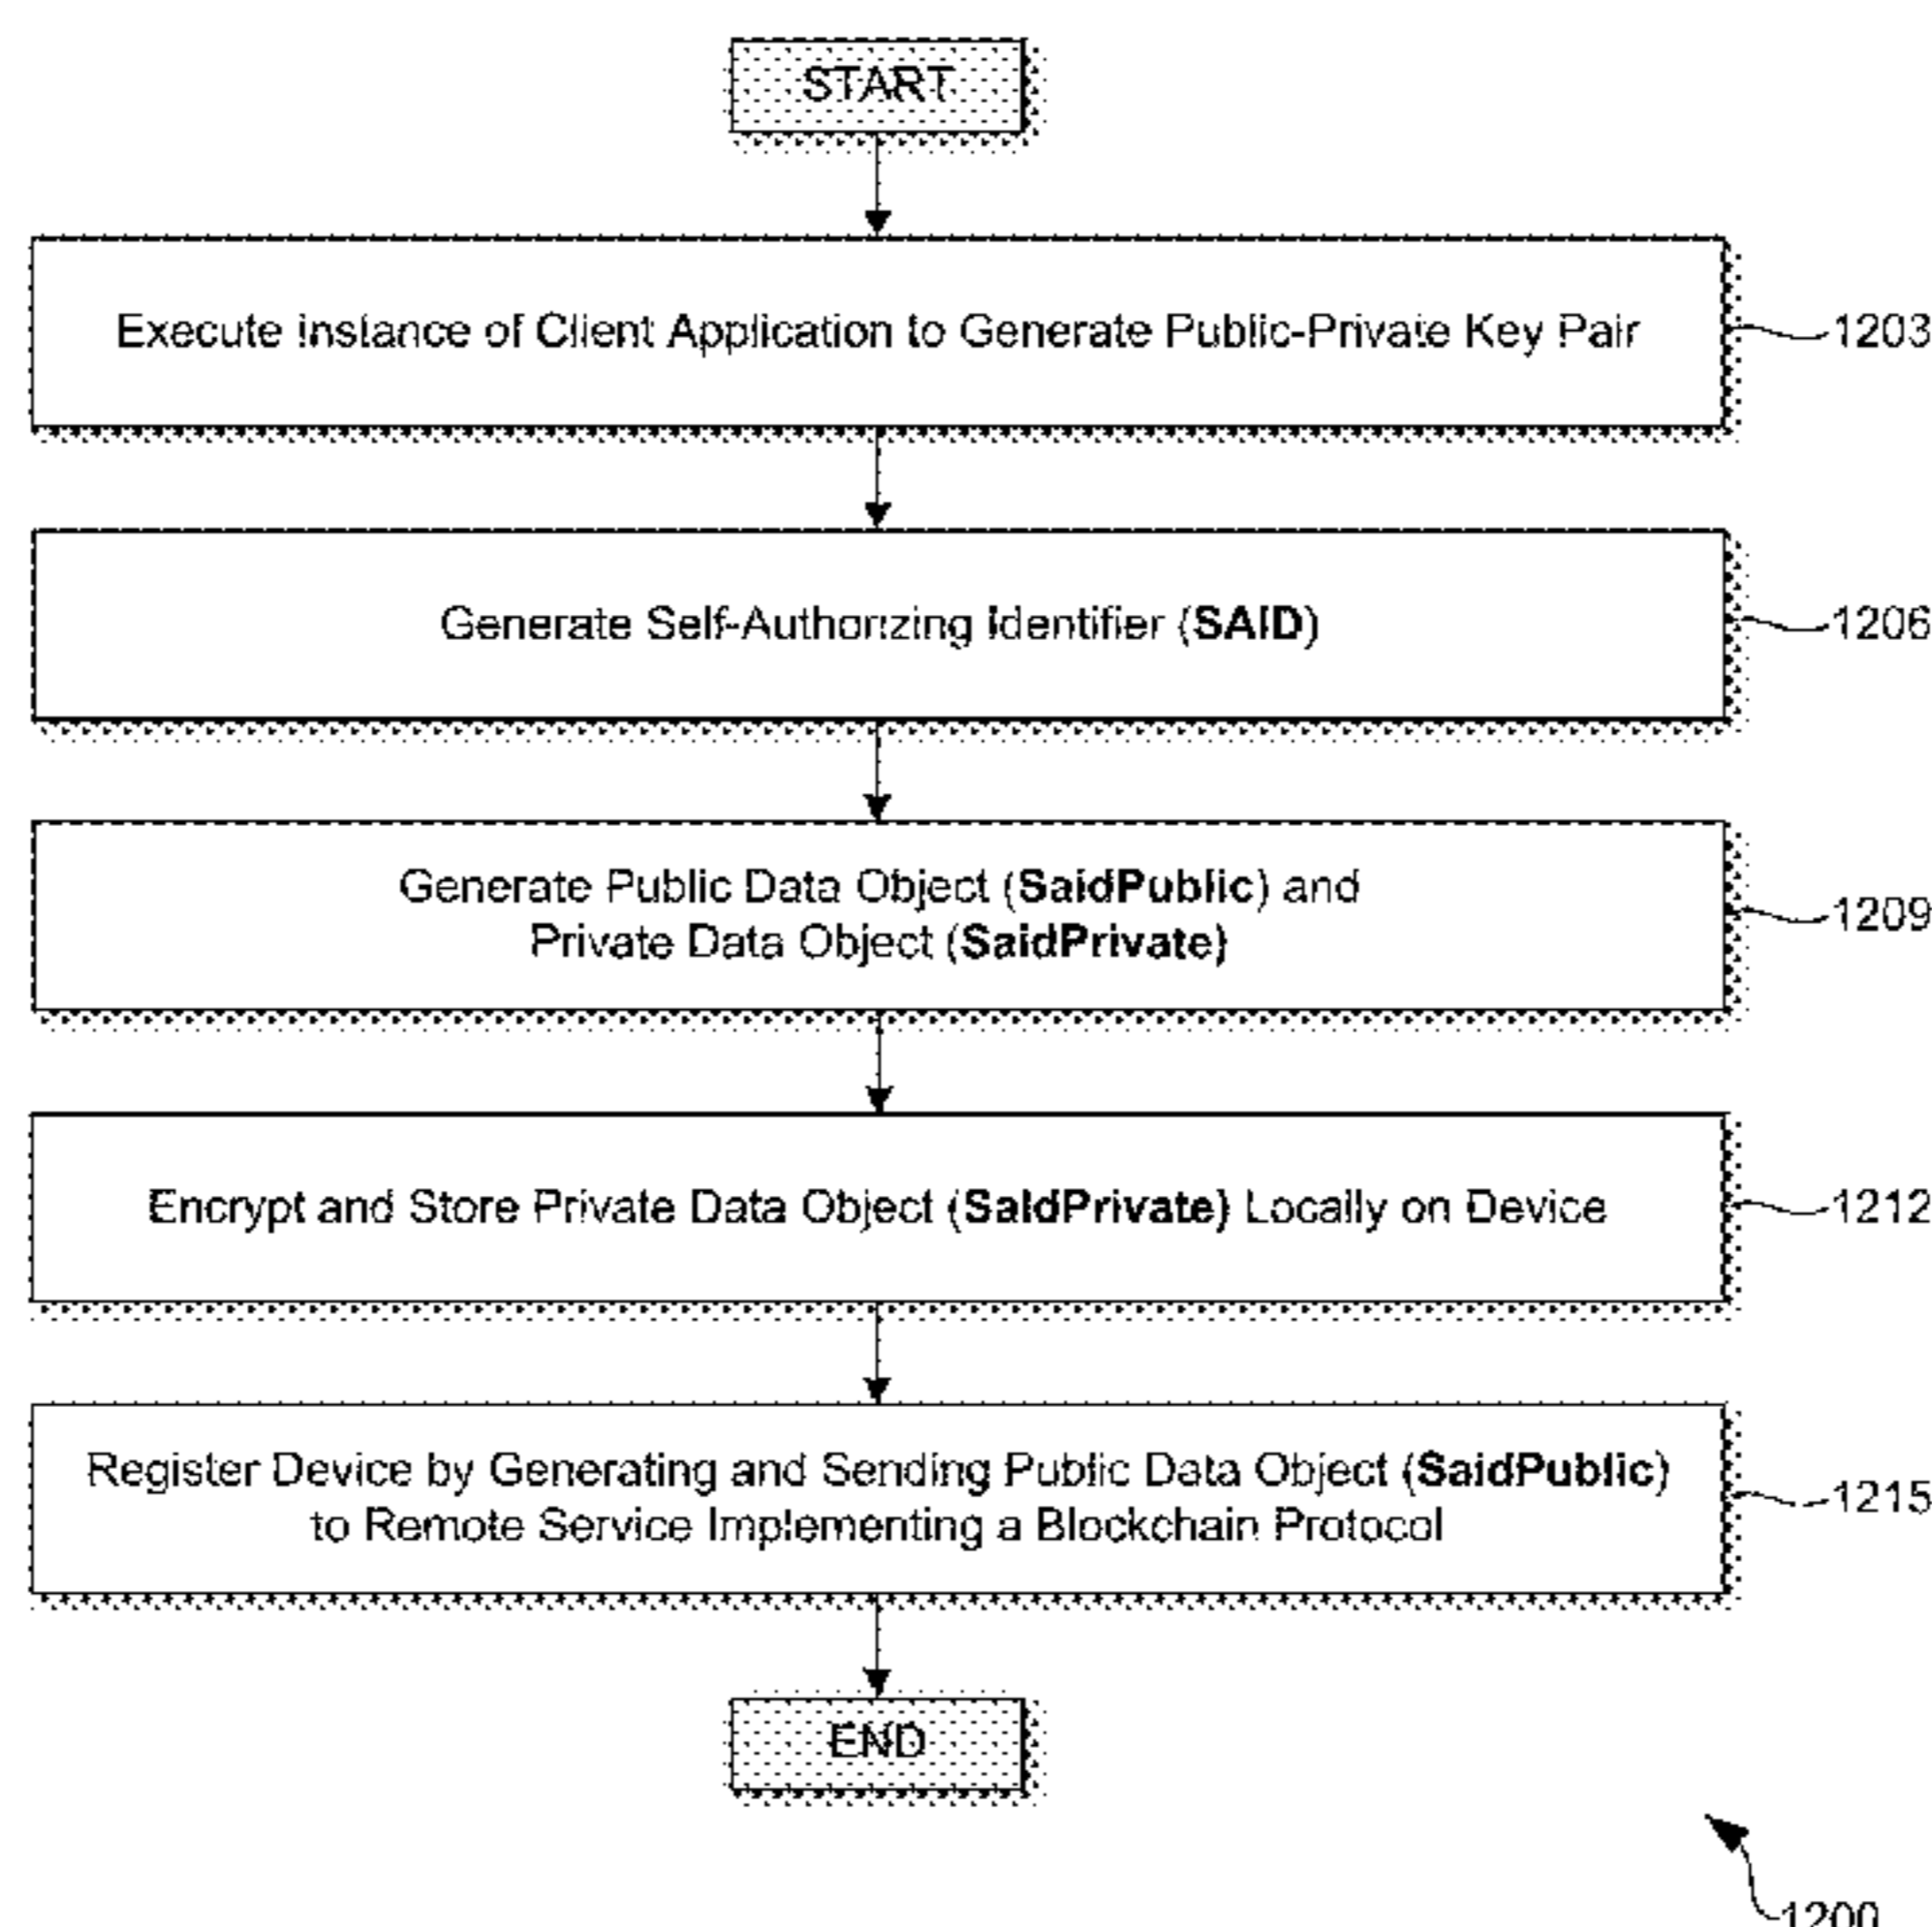 START
Execute Instance of Client Application to Generate Public-Private Key Pair
1203
Generate Self-Authorizing Identifier (SAID)
1206
Generate Public Data Object (SaidPublic) and
Private Data Object (SaidPrivate)
1209
Encrypt and Store Private Data Object (SaidPrivate) Locally on Device
1212
Register Device by Generating and Sending Public Data Object (SaidPublic)
to Remote Service Implementing a Blockchain Protocol
1215
END
1200